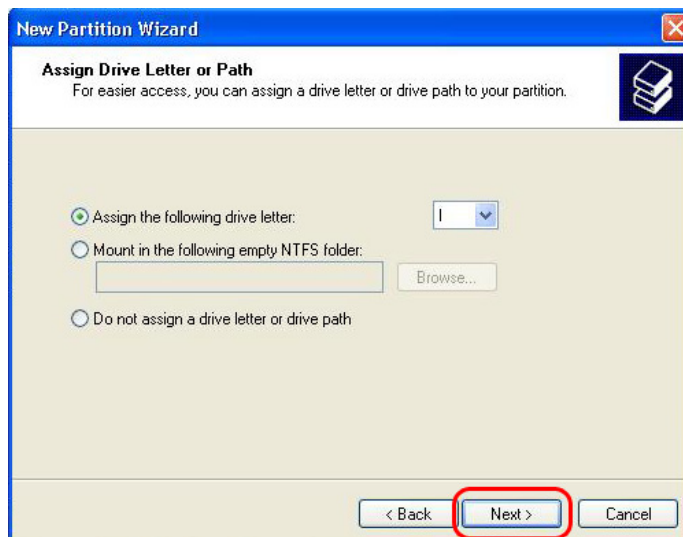 New Partition Wizard
Assign Drive Letter or Path
For easier access, you can assign a drive letter or drive path to your partition.
Assign the following drive letter: I
Mount in the following empty NTFS folder:
Browse...
Do not assign a drive letter or drive path
< Back Next > Cancel